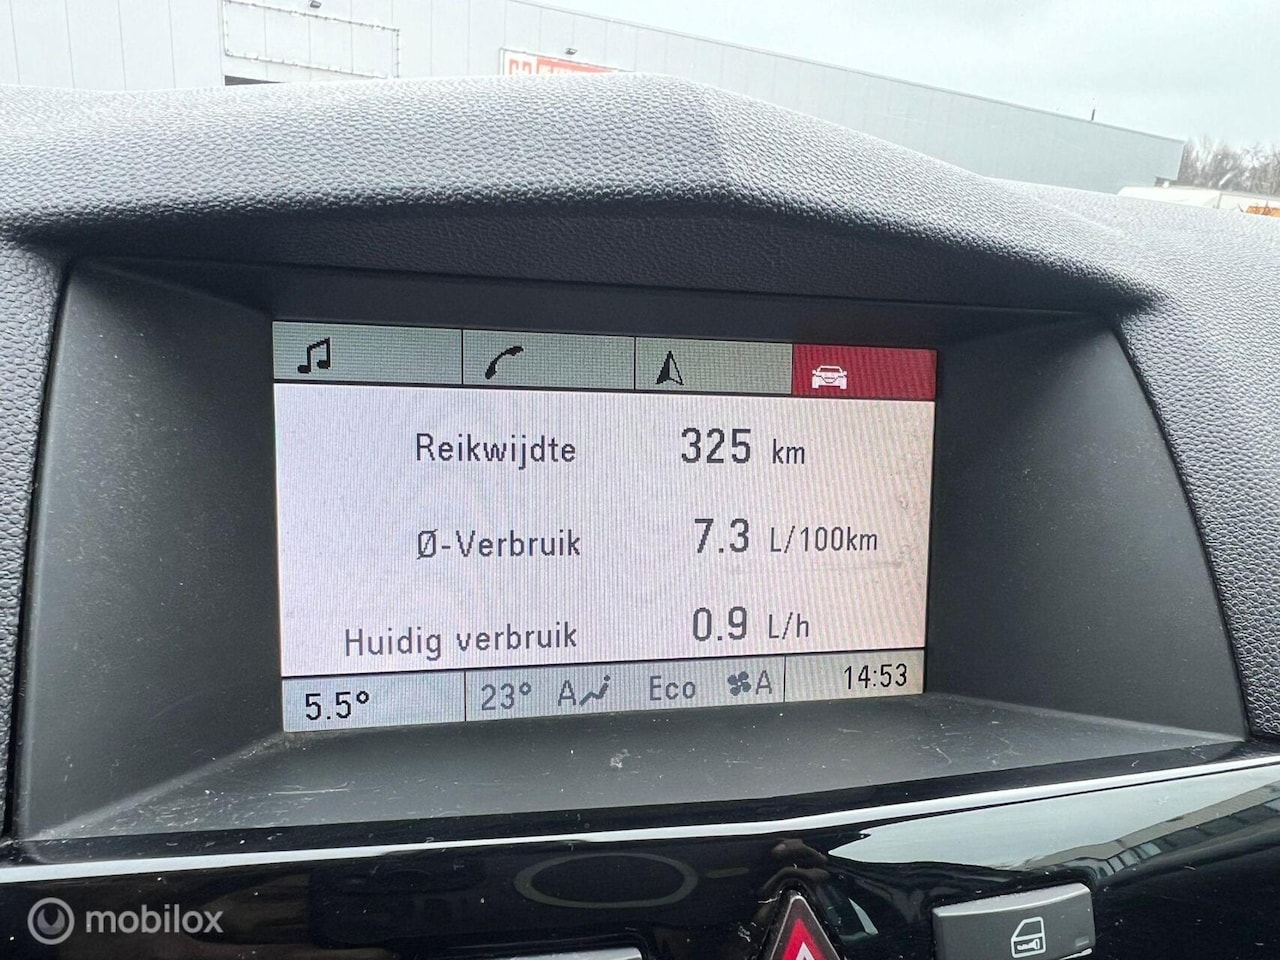 Reikwijdte 325 km
Ø-Verbruik 7.3 L/100km
Huidig verbruik 0.9 L/h
5.5° 23° A Eco A 14:53
mobilox